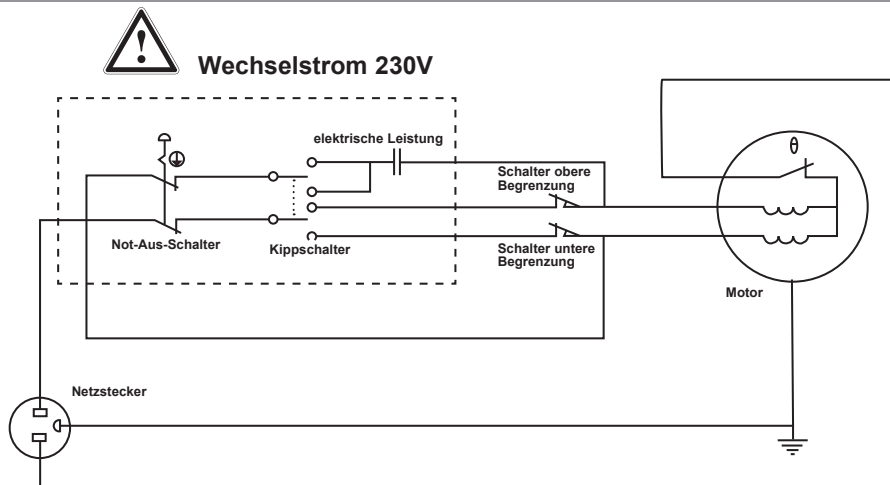 Wechselstrom 230V
elektrische Leistung
Schalter obere
Begrenzung
θ
Not-Aus-Schalter
Kippschalter
Schalter untere
Begrenzung
Motor
Netzstecker